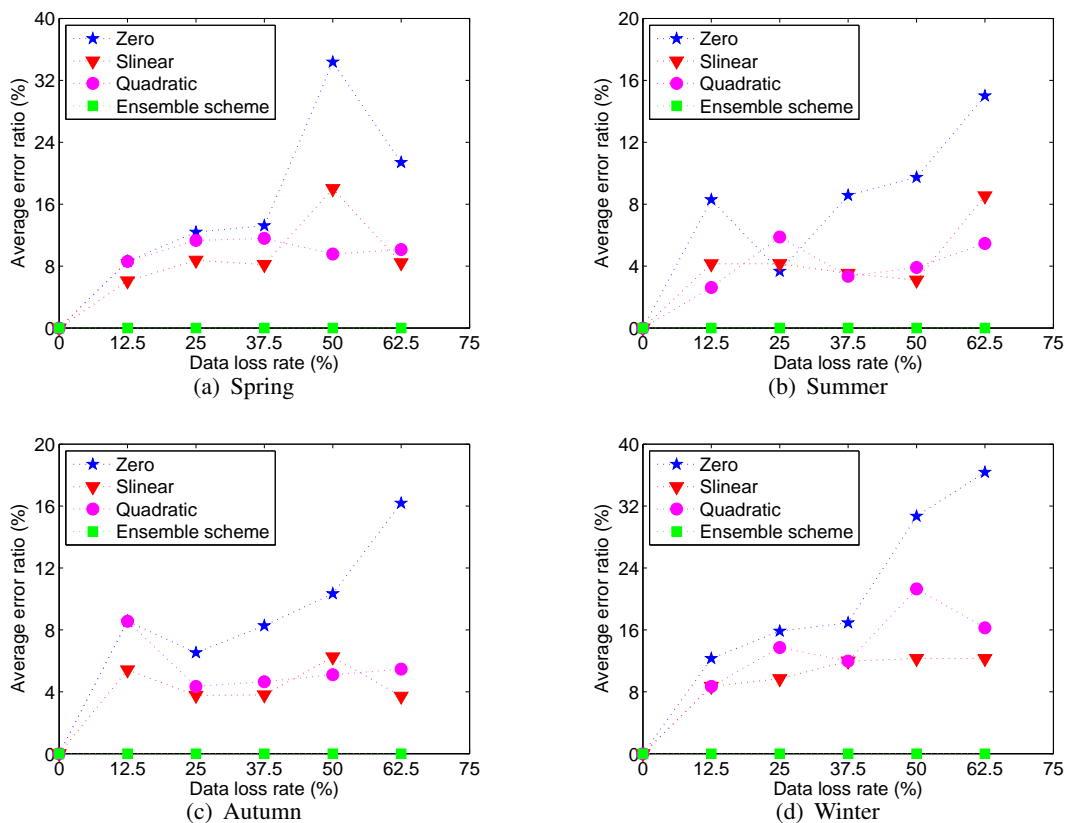 40
32
24
16
8
0
Average error ratio (%)
Zero
Slinear
Quadratic
Ensemble scheme
0 12.5 25 37.5 50 62.5 75
Data loss rate (%)
(a) Spring
20
16
12
8
4
0
Average error ratio (%)
Zero
Slinear
Quadratic
Ensemble scheme
0 12.5 25 37.5 50 62.5 75
Data loss rate (%)
(b) Summer
20
16
12
8
4
0
Average error ratio (%)
Zero
Slinear
Quadratic
Ensemble scheme
0 12.5 25 37.5 50 62.5 75
Data loss rate (%)
(c) Autumn
40
32
24
16
8
0
Average error ratio (%)
Zero
Slinear
Quadratic
Ensemble scheme
0 12.5 25 37.5 50 62.5 75
Data loss rate (%)
(d) Winter